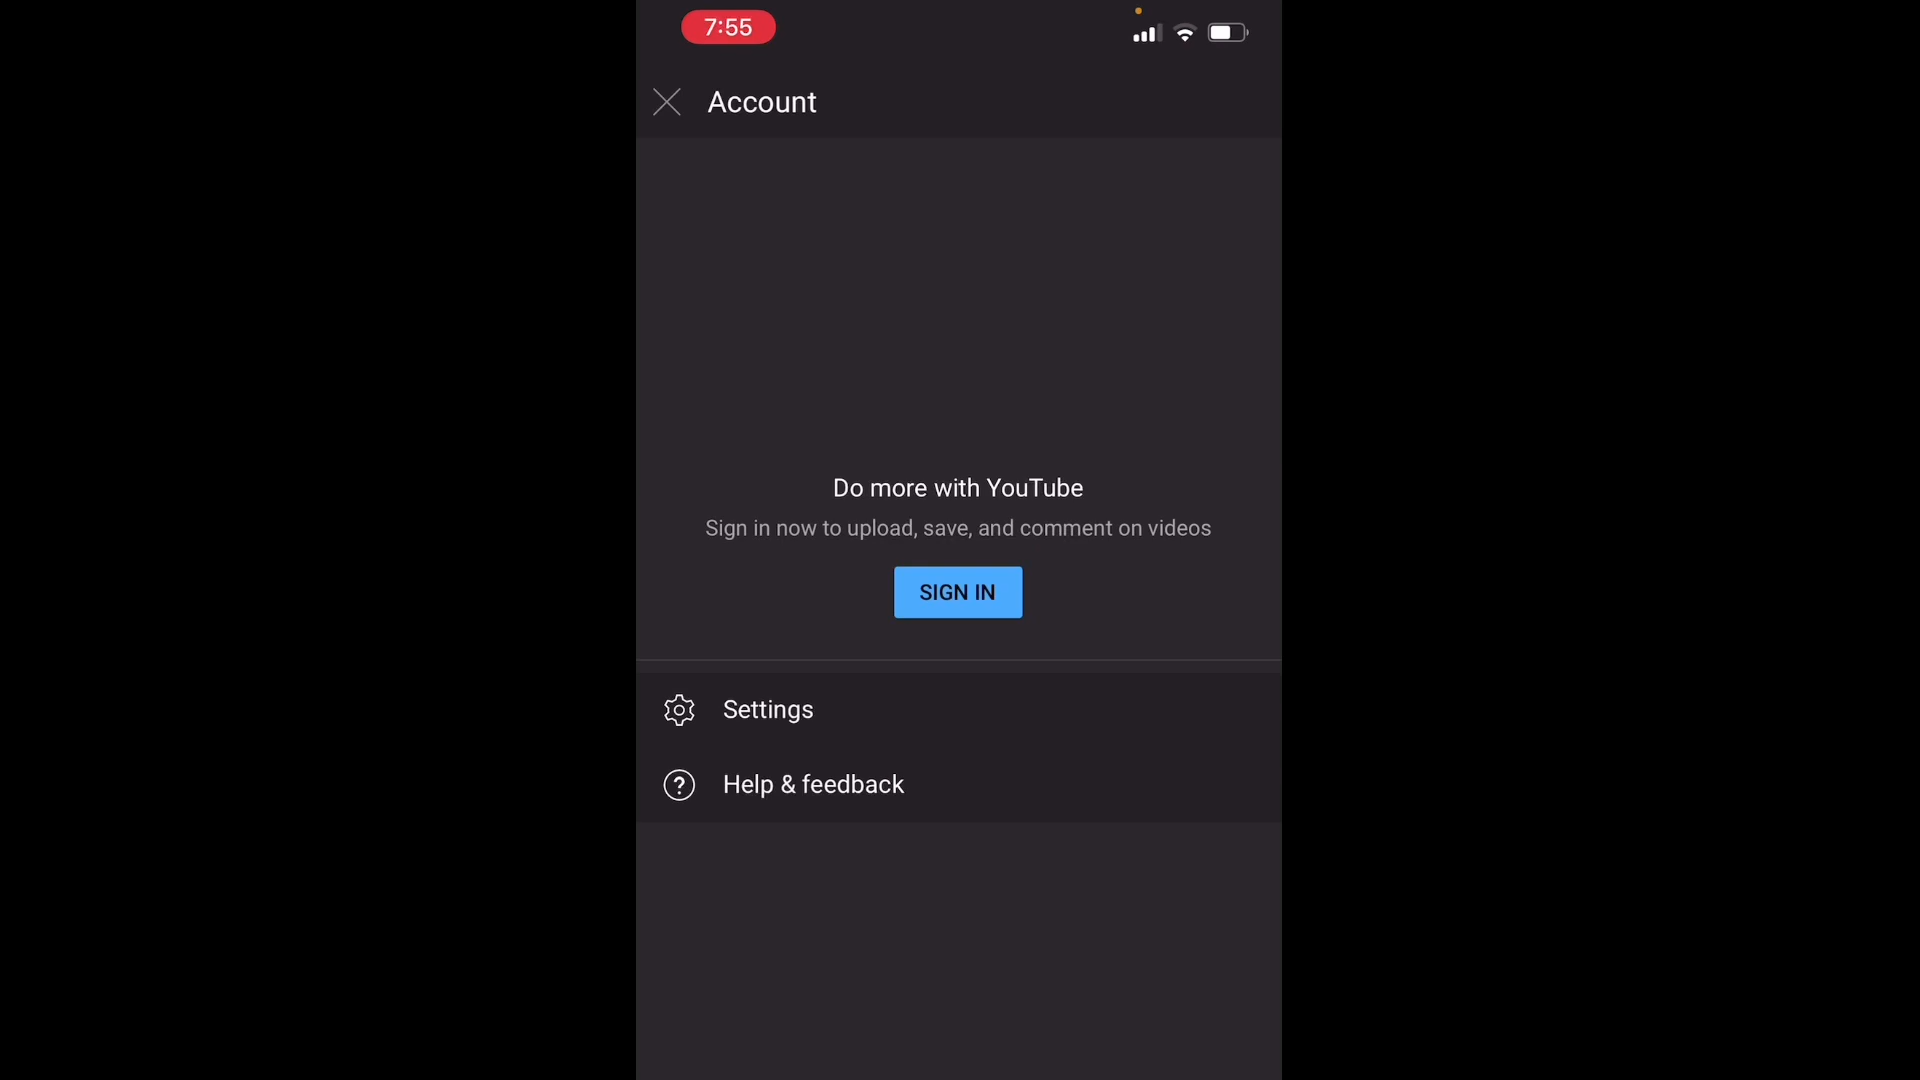 7:55
Account
Do more with YouTube
Sign in now to upload, save, and comment on videos
SIGN IN
Settings
Help & feedback